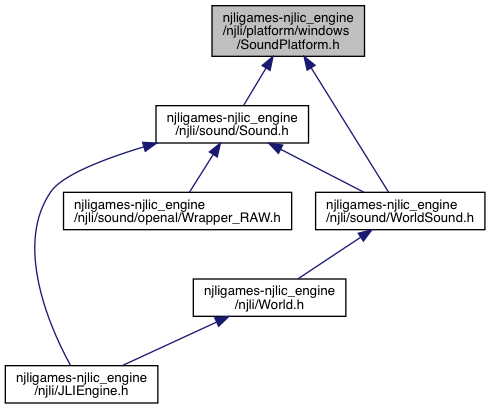 njligames-njlic_engine
/njli/platform/windows
/SoundPlatform.h
njligames-njlic_engine
/njli/sound/Sound.h
njligames-njlic_engine
/njli/sound/openal/Wrapper_RAW.h
njligames-njlic_engine
/njli/sound/WorldSound.h
njligames-njlic_engine
/njli/World.h
njligames-njlic_engine
/njli/JLIEngine.h